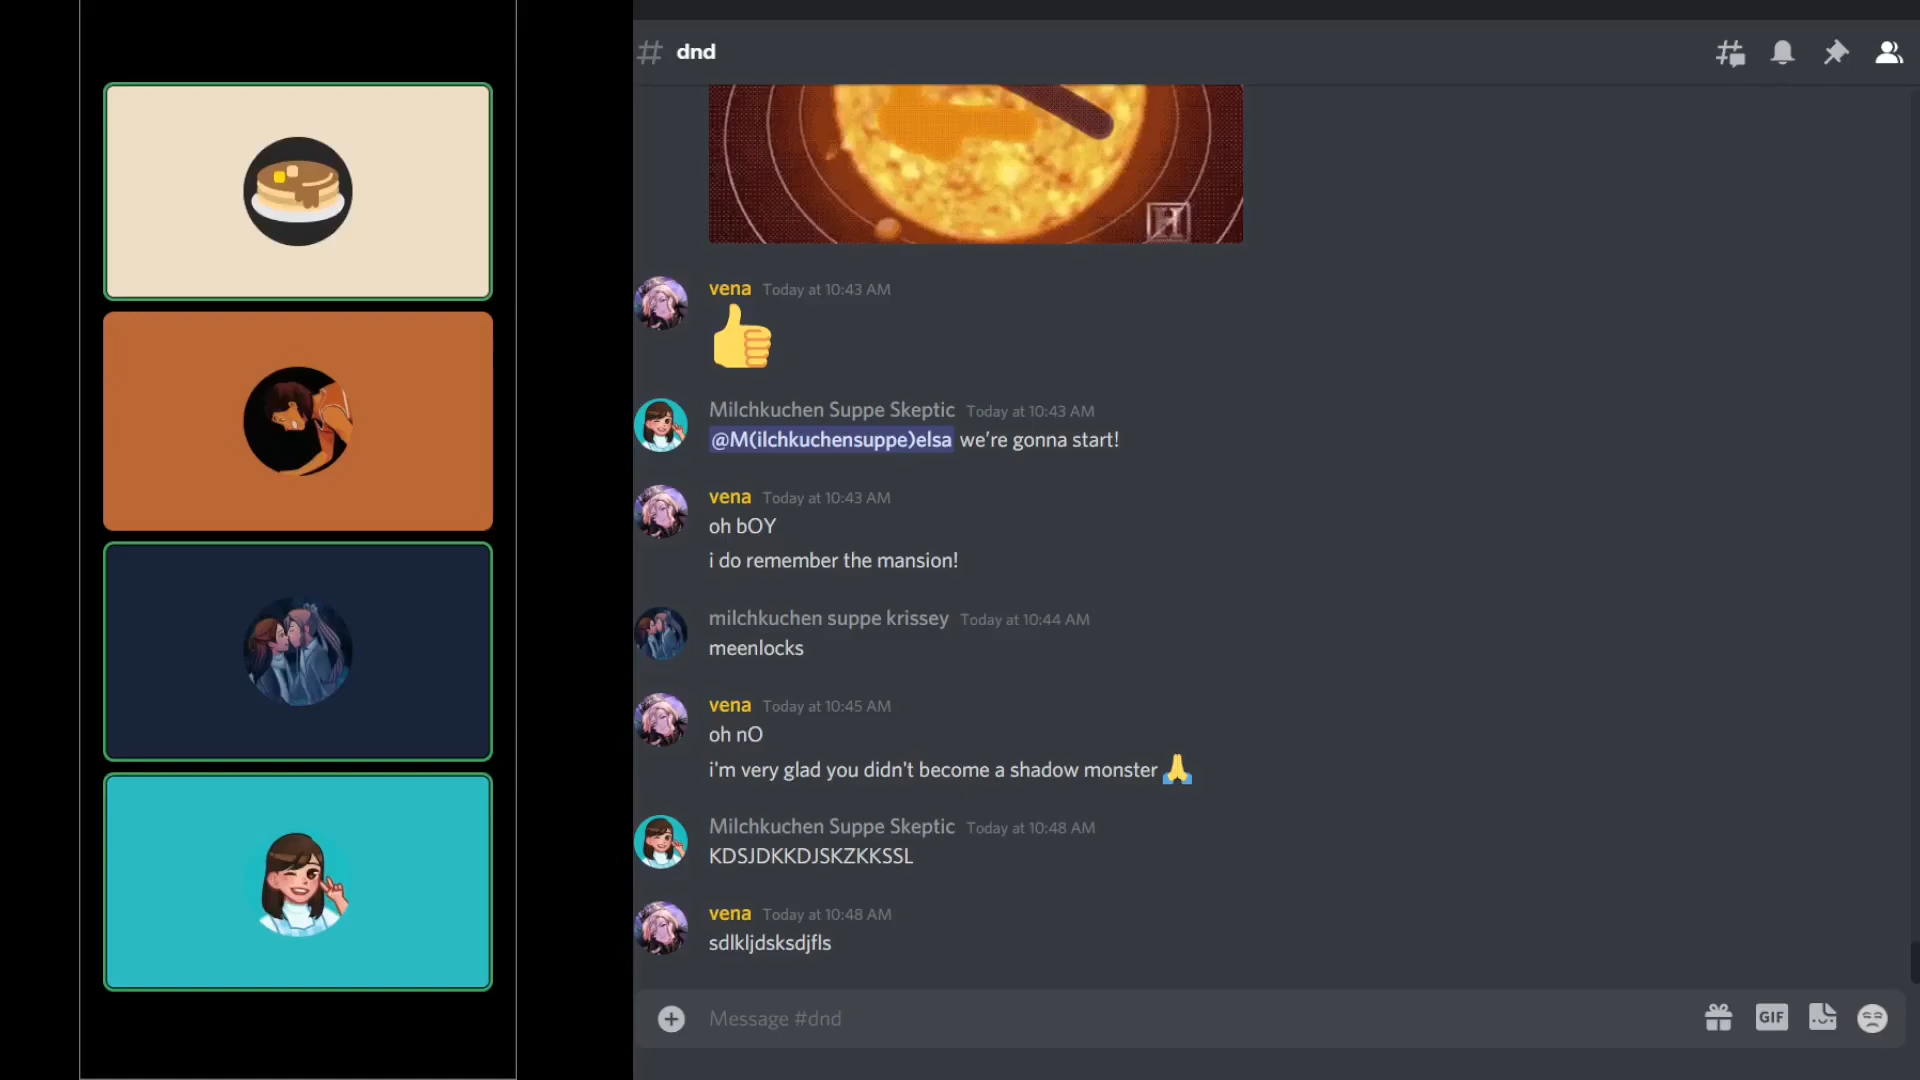 dnd
H
vena Today at 10:43 AM
Milchkuchen Suppe Skeptic Today at 10:43 AM
@M(ilchkuchensuppe)elsa we're gonna start!
vena Today at 10:43 AM
oh bOY
i do remember the mansion!
milchkuchen suppe krissey Today at 10:44 AM
meenlocks
vena Today at 10:45 AM
oh nO
i'm very glad you didn't become a shadow monster 🙏
Milchkuchen Suppe Skeptic Today at 10:48 AM
KDSJDKKDJSKZKKSSL
vena Today at 10:48 AM
sdlkljdsksdjfls
Message #dnd
GIF